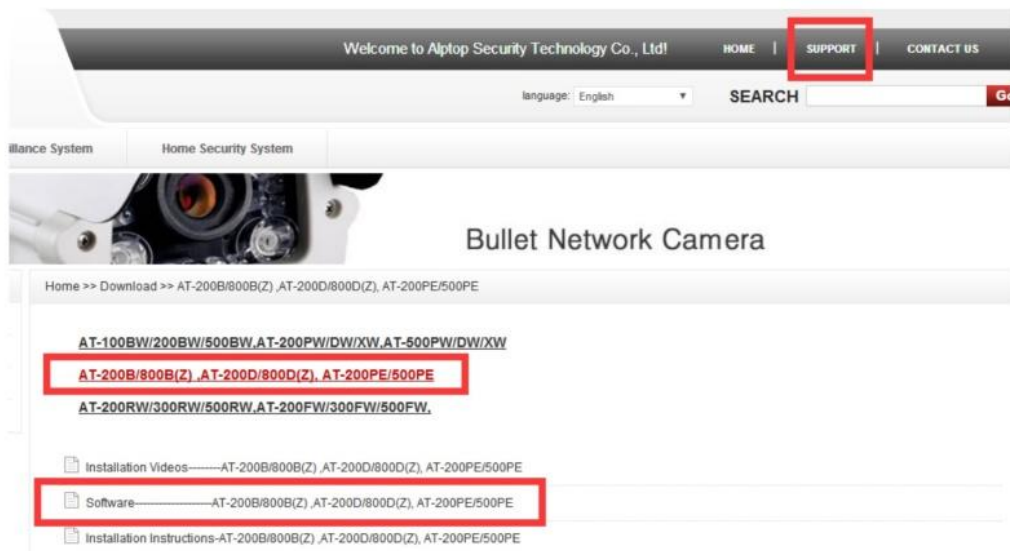 Welcome to Alptop Security Technology Co., Ltd! HOME | SUPPORT | CONTACT US
language: English SEARCH
illance System Home Security System
Bullet Network Camera
Home >> Download >> AT-200B/800B(Z) ,AT-200D/800D(Z), AT-200PE/500PE
AT-100BW/200BW/500BW,AT-200PW/DW/XW,AT-500PW/DW/XW
AT-200B/800B(Z) ,AT-200D/800D(Z), AT-200PE/500PE
AT-200RW/300RW/500RW,AT-200FW/300FW/500FW,
Installation Videos--------AT-200B/800B(Z) ,AT-200D/800D(Z), AT-200PE/500PE
Software-------------------AT-200B/800B(Z) ,AT-200D/800D(Z), AT-200PE/500PE
Installation Instructions-AT-200B/800B(Z) ,AT-200D/800D(Z), AT-200PE/500PE